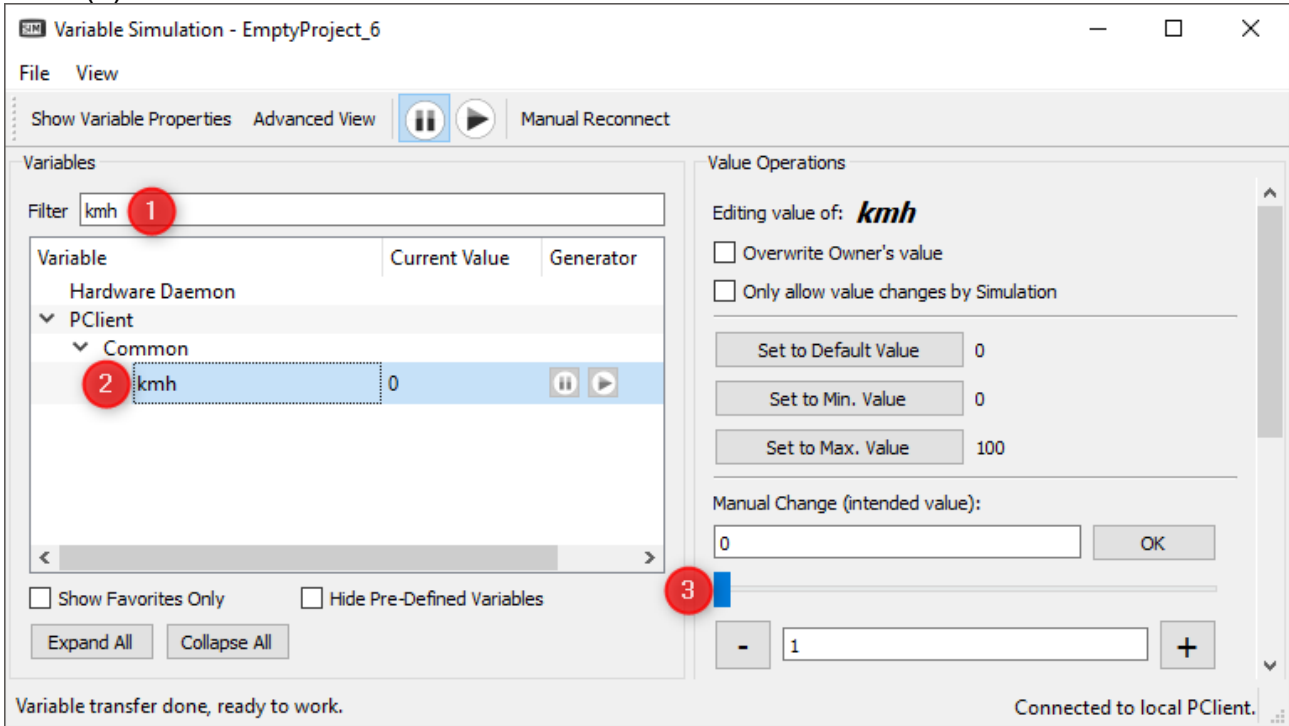 SIM Variable Simulation - EmptyProject_6
File View
Show Variable Properties Advanced View Manual Reconnect
Variables
Filter kmh 1
Variable Current Value Generator
Hardware Daemon
PClient
Common
2 kmh 0
Show Favorites Only Hide Pre-Defined Variables
Expand All Collapse All
Value Operations
Editing value of: kmh
Overwrite Owner's value
Only allow value changes by Simulation
Set to Default Value 0
Set to Min. Value 0
Set to Max. Value 100
Manual Change (intended value):
0 OK
3
- 1 +
Variable transfer done, ready to work. Connected to local PClient.